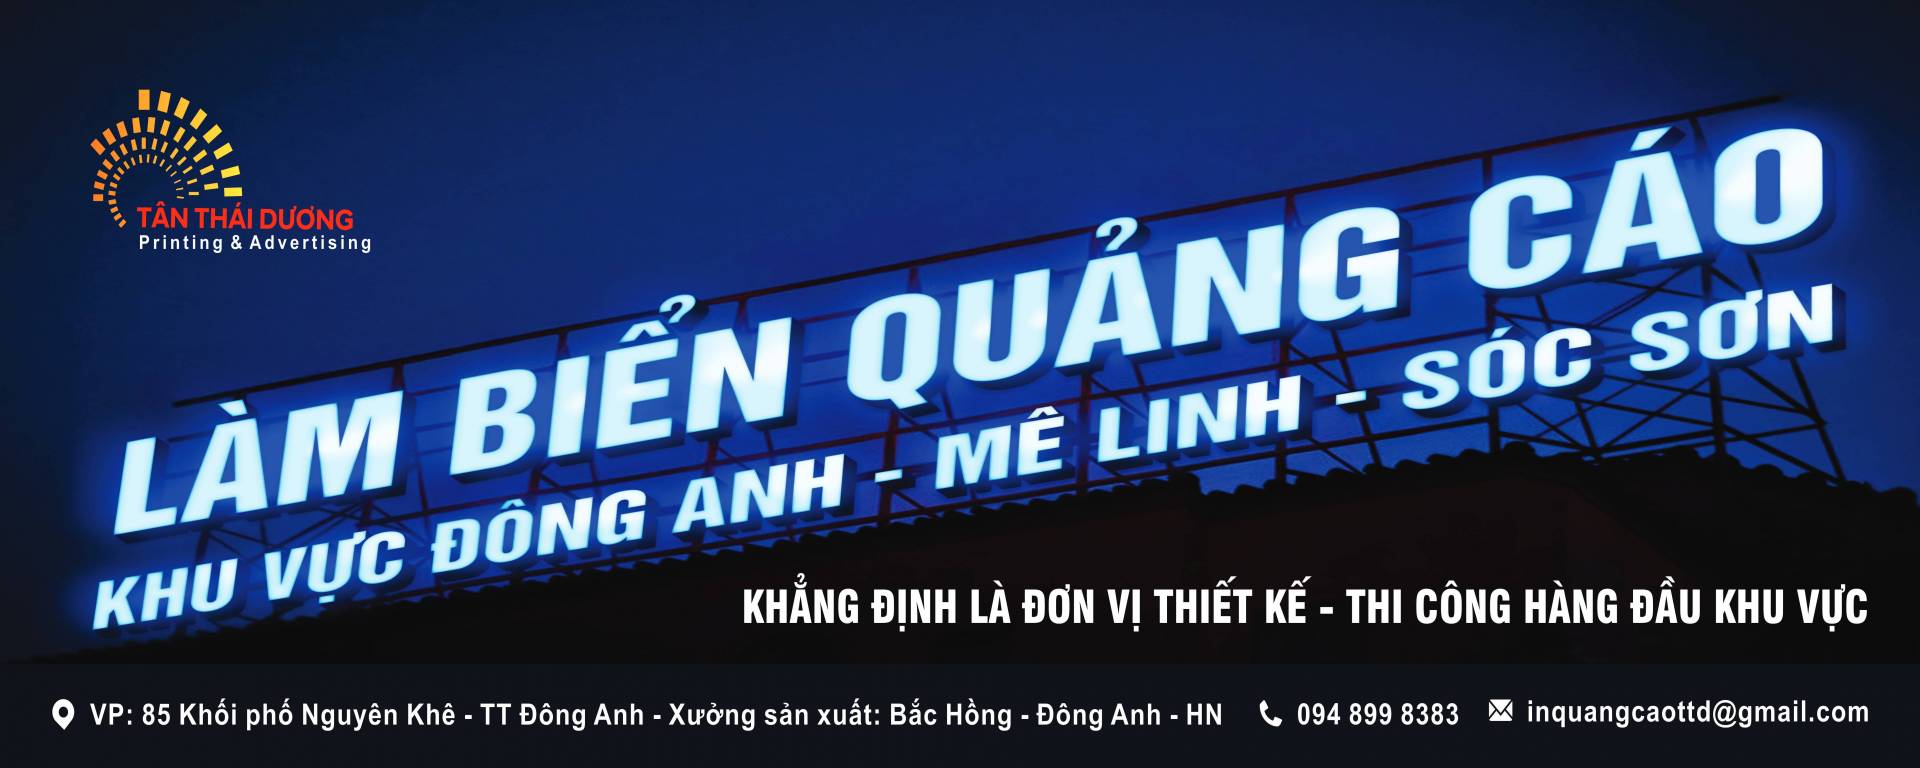 TÂN THÁI DƯƠNG
Printing & Advertising
LÀM BIỂN QUẢNG CÁO
KHU VỰC ĐÔNG ANH - MÊ LINH - SÓC SƠN
KHẲNG ĐỊNH LÀ ĐƠN VỊ THIẾT KẾ - THI CÔNG HÀNG ĐẦU KHU VỰC
VP: 85 Khối phố Nguyên Khê - TT Đông Anh - Xưởng sản xuất: Bắc Hồng - Đông Anh - HN 094 899 8383 inquangcaottd@gmail.com